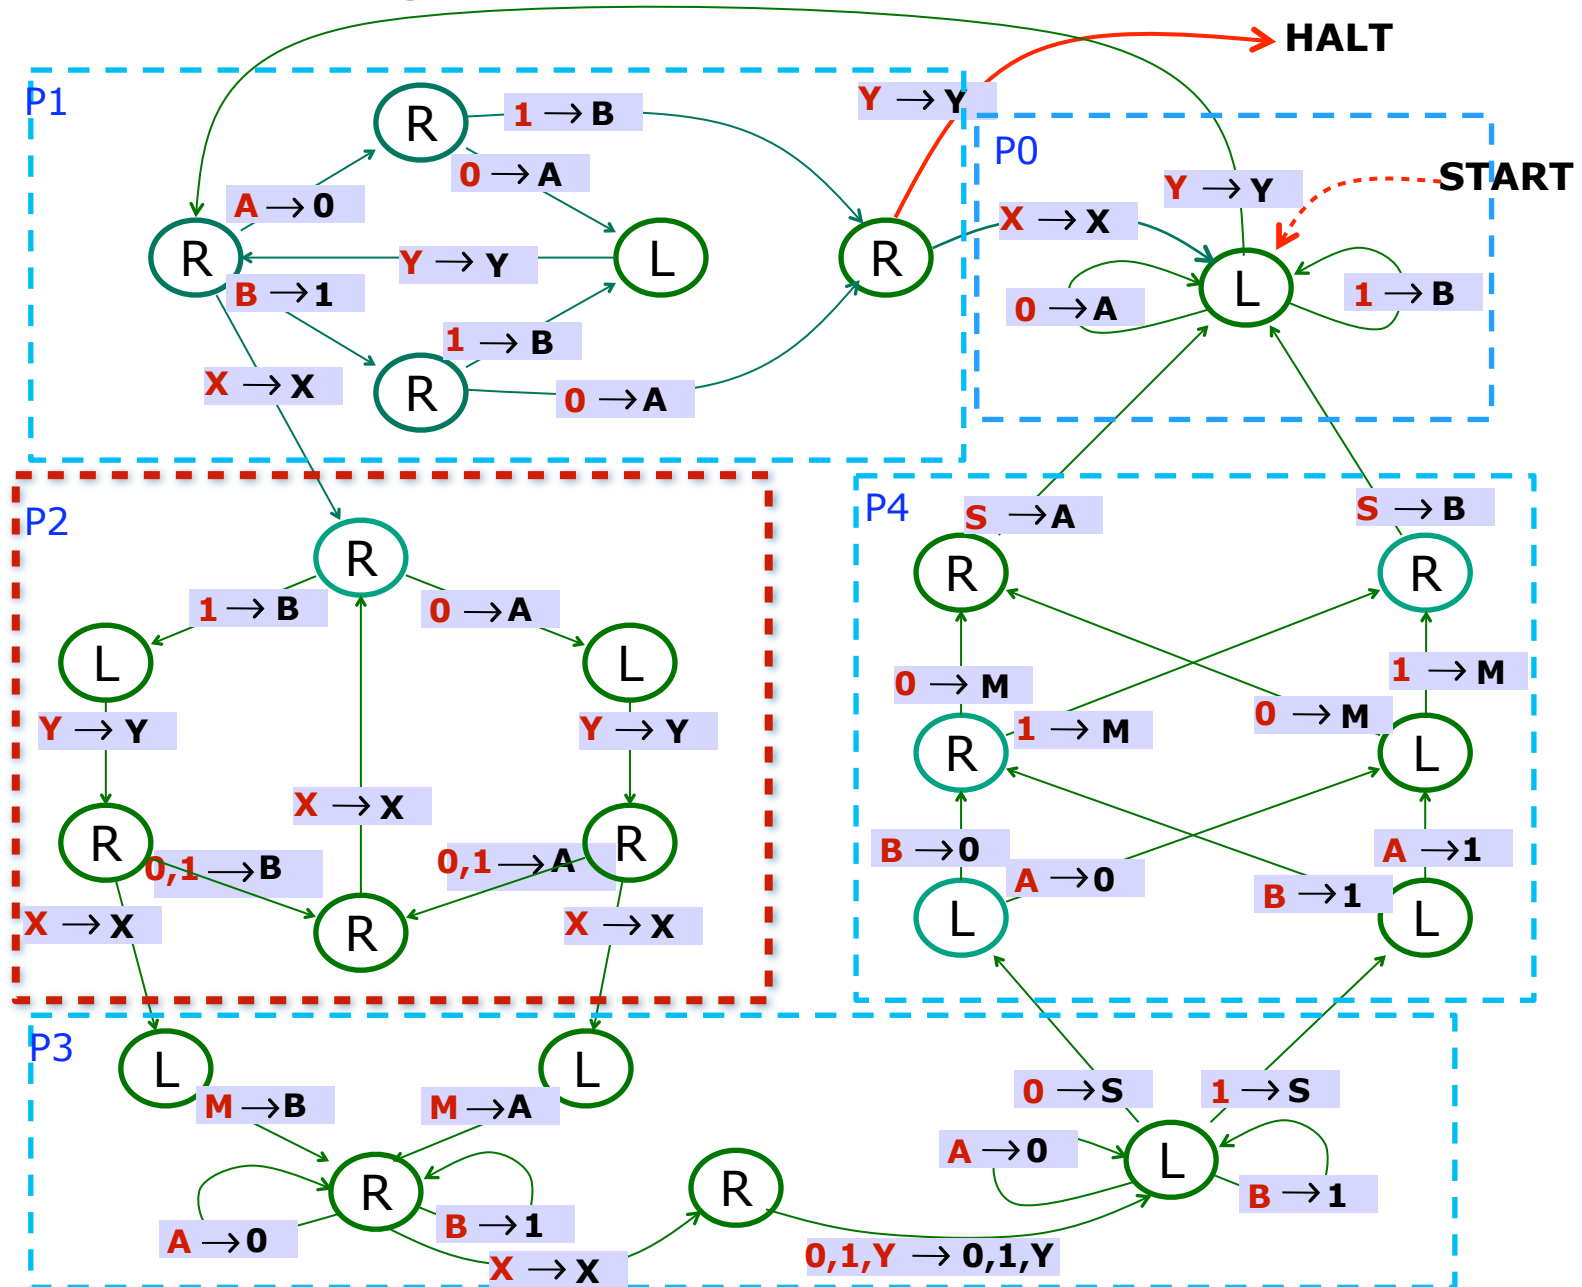 HALT
P1
R
1 → B
Y → Y
P0
START
0 → A
Y → Y
A → 0
X → X
R
Y → Y
L
R
L
B → 1
0 → A
1 → B
1 → B
X → X
R
0 → A
P2
P4
S → A
S → B
R
R
R
1 → B
0 → A
L
L
0 → M
1 → M
Y → Y
Y → Y
1 → M
0 → M
R
L
X → X
R
R
0,1 → B
0,1 → A
B → 0
A → 1
A → 0
B → 1
X → X
R
X → X
L
L
P3
L
L
0 → S
1 → S
M → B
M → A
A → 0
L
R
R
B → 1
A → 0
B → 1
X → X
0,1,Y → 0,1,Y